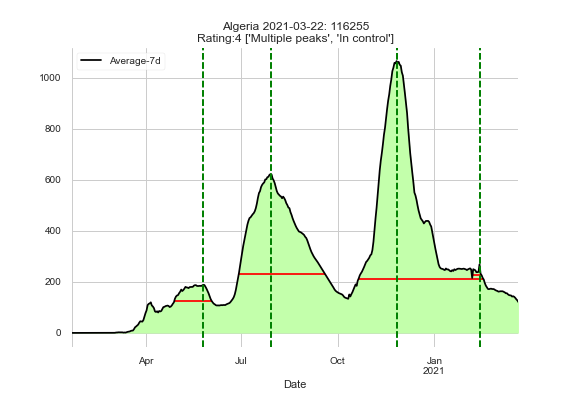 Algeria 2021-03-22: 116255
Rating:4 ['Multiple peaks', 'In control']
Average-7d
1000
800
600
400
200
0
Apr
Jul
Oct
Jan
2021
Date